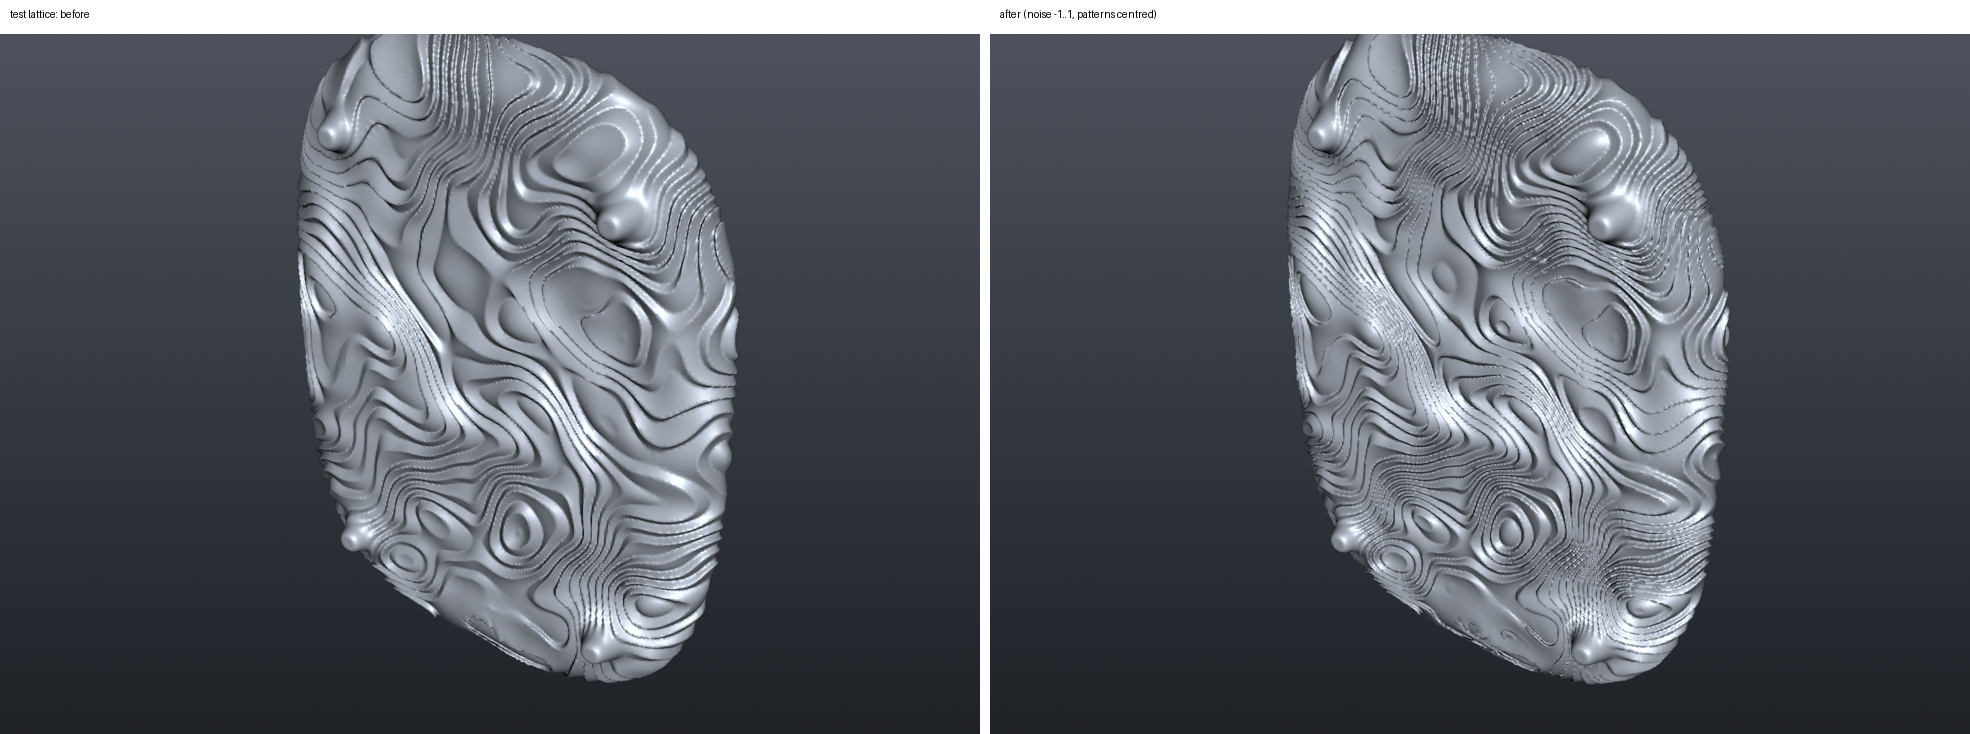 test lattice: before
after (noise -1..1, patterns centred)